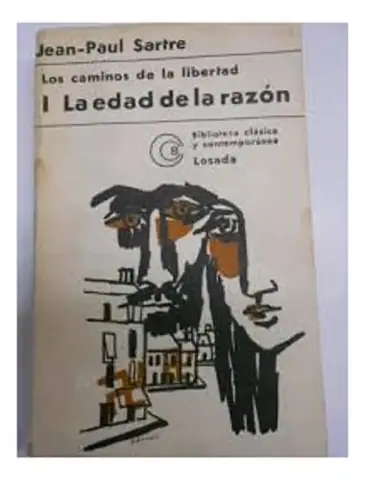 Jean-Paul Sartre
Los caminos de la libertad
I La edad de la razón
Biblioteca clásica
y contemporánea
Losada